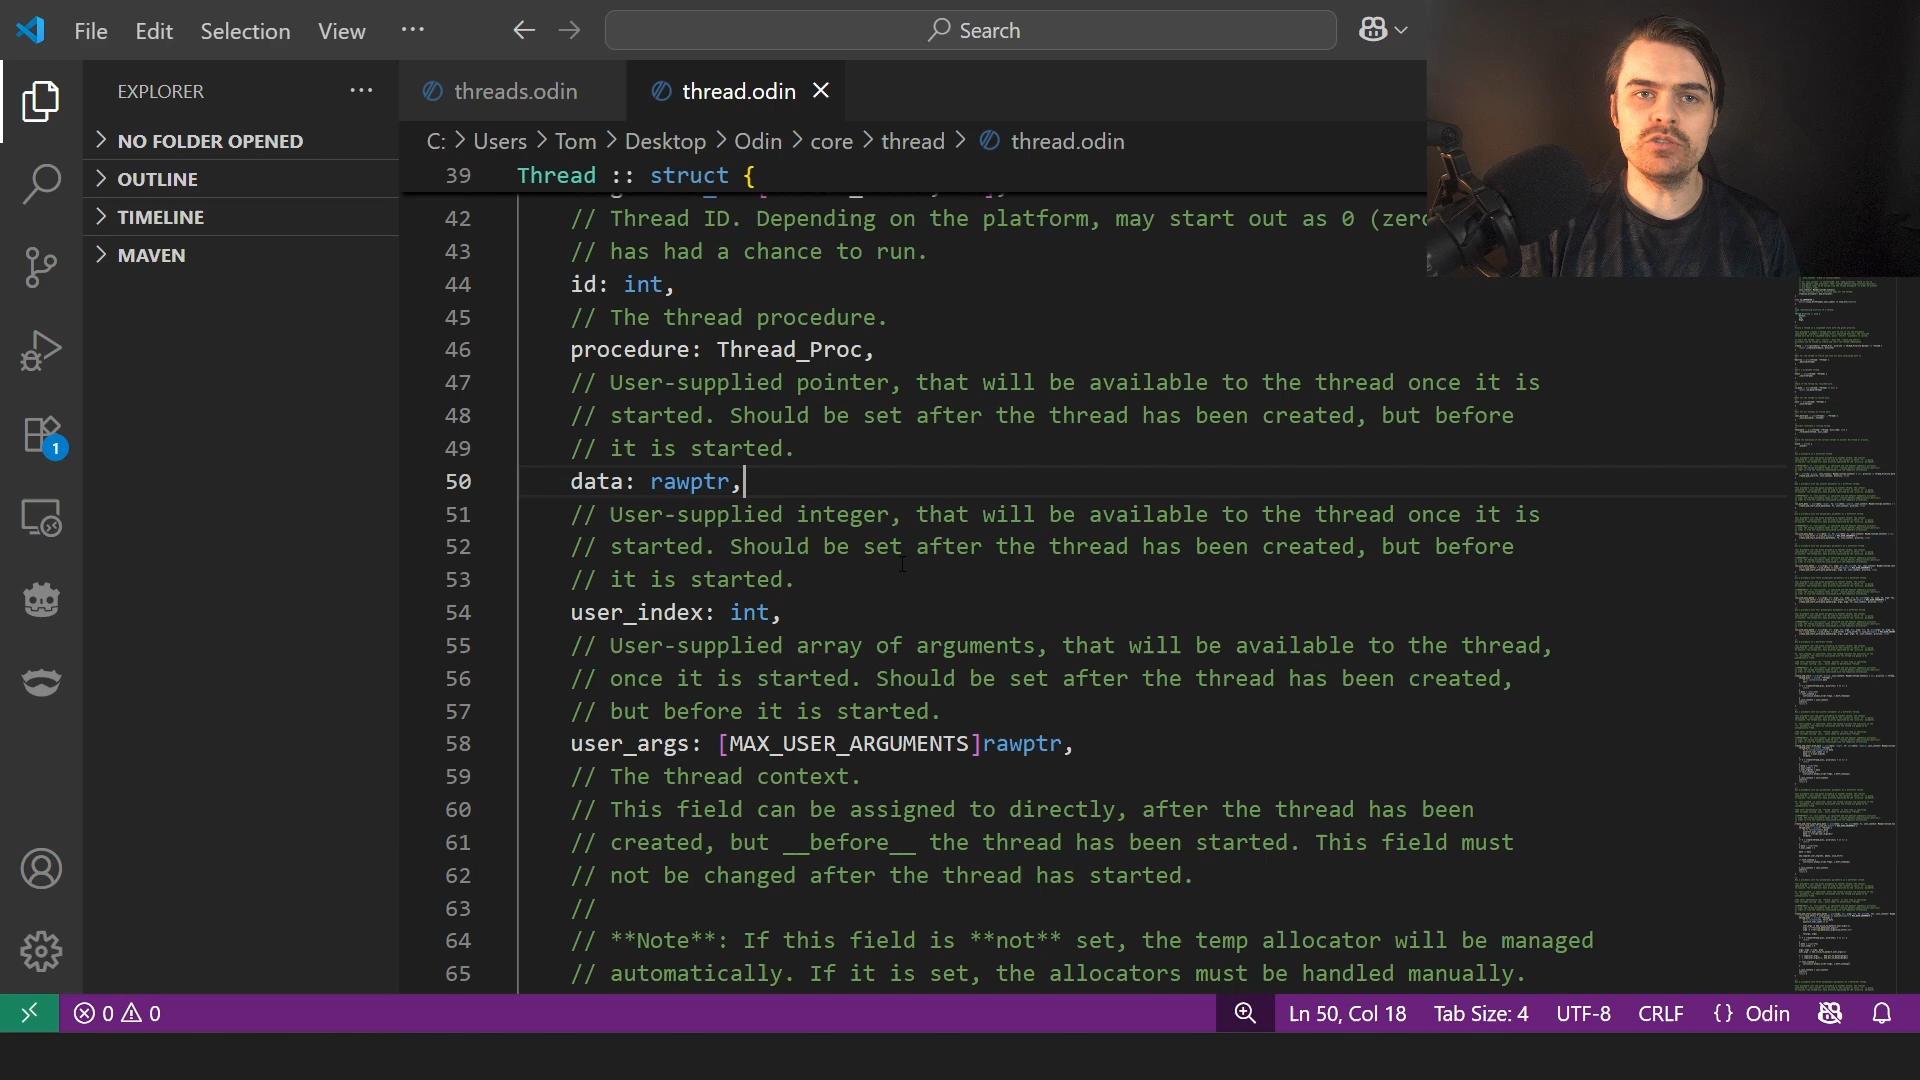 File Edit Selection View ··· Search
EXPLORER ···
threads.odin thread.odin
NO FOLDER OPENED
OUTLINE
TIMELINE
MAVEN
C: > Users > Tom > Desktop > Odin > core > thread > thread.odin
39 Thread :: struct {
42 // Thread ID. Depending on the platform, may start out as 0 (zer
43 // has had a chance to run.
44 id: int,
45 // The thread procedure.
46 procedure: Thread_Proc,
47 // User-supplied pointer, that will be available to the thread once it is
48 // started. Should be set after the thread has been created, but before
49 // it is started.
50 data: rawptr,
51 // User-supplied integer, that will be available to the thread once it is
52 // started. Should be set after the thread has been created, but before
53 // it is started.
54 user_index: int,
55 // User-supplied array of arguments, that will be available to the thread,
56 // once it is started. Should be set after the thread has been created,
57 // but before it is started.
58 user_args: [MAX_USER_ARGUMENTS]rawptr,
59 // The thread context.
60 // This field can be assigned to directly, after the thread has been
61 // created, but __before__ the thread has been started. This field must
62 // not be changed after the thread has started.
63 //
64 // **Note**: If this field is **not** set, the temp allocator will be managed
65 // automatically. If it is set, the allocators must be handled manually.
1
0 0 Ln 50, Col 18 Tab Size: 4 UTF-8 CRLF {} Odin